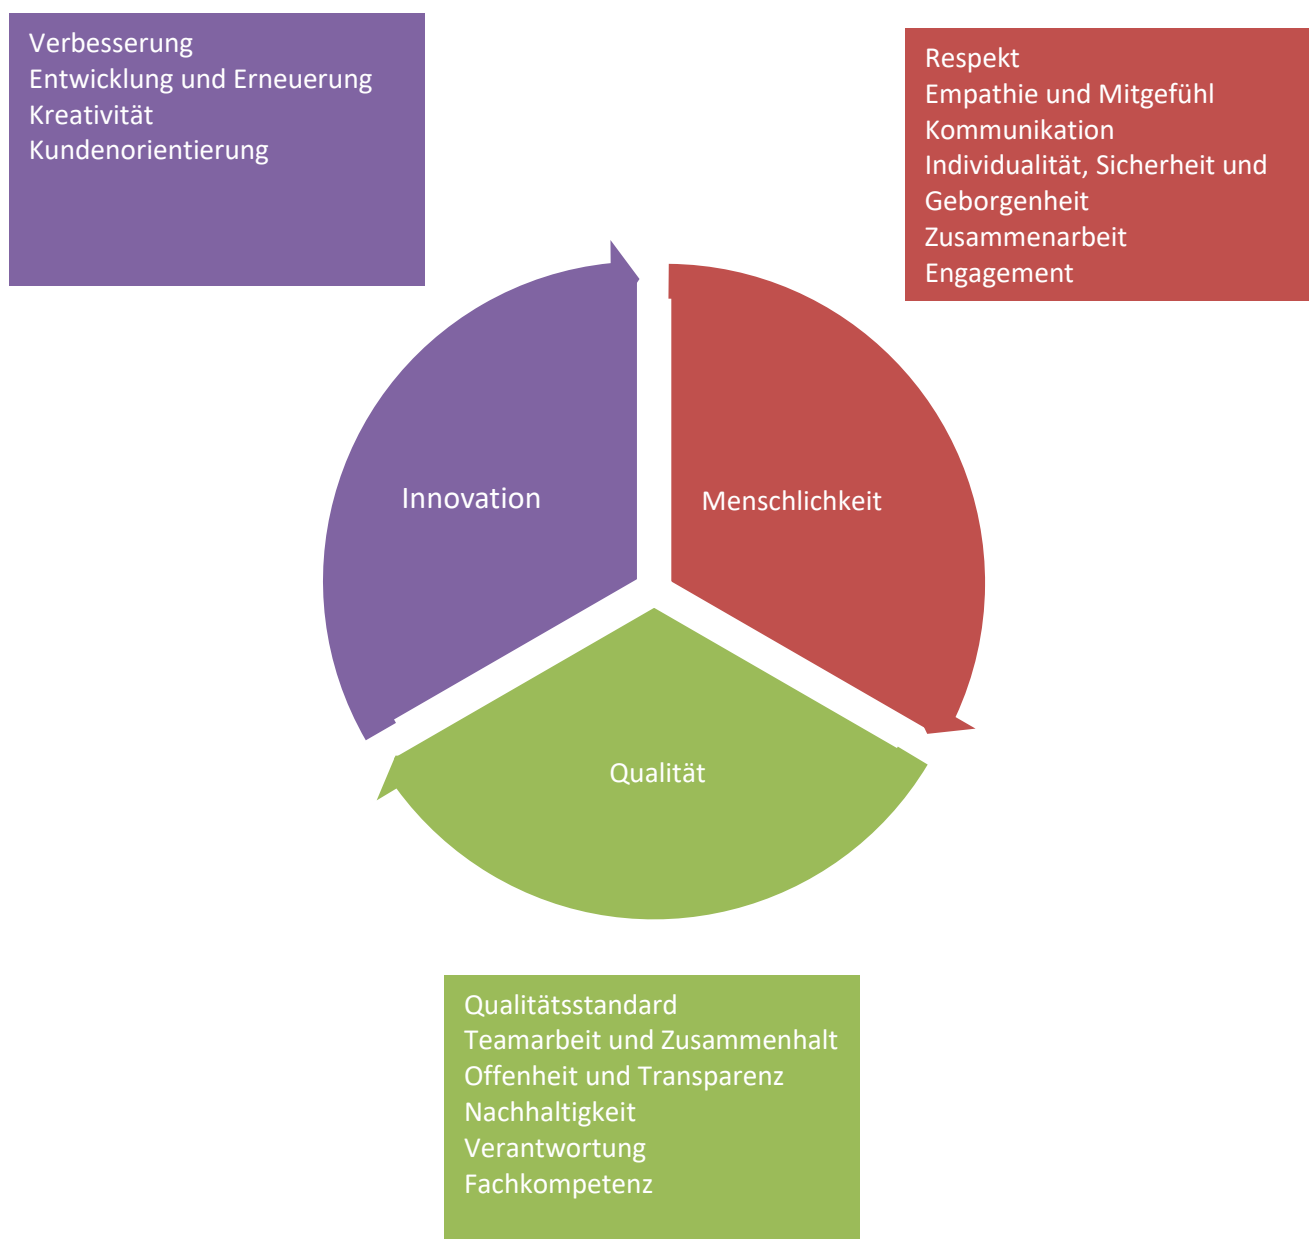 Verbesserung
Entwicklung und Erneuerung
Kreativität
Kundenorientierung
Respekt
Empathie und Mitgefühl
Kommunikation
Individualität, Sicherheit und
Geborgenheit
Zusammenarbeit
Engagement
Innovation
Menschlichkeit
Qualität
Qualitätsstandard
Teamarbeit und Zusammenhalt
Offenheit und Transparenz
Nachhaltigkeit
Verantwortung
Fachkompetenz